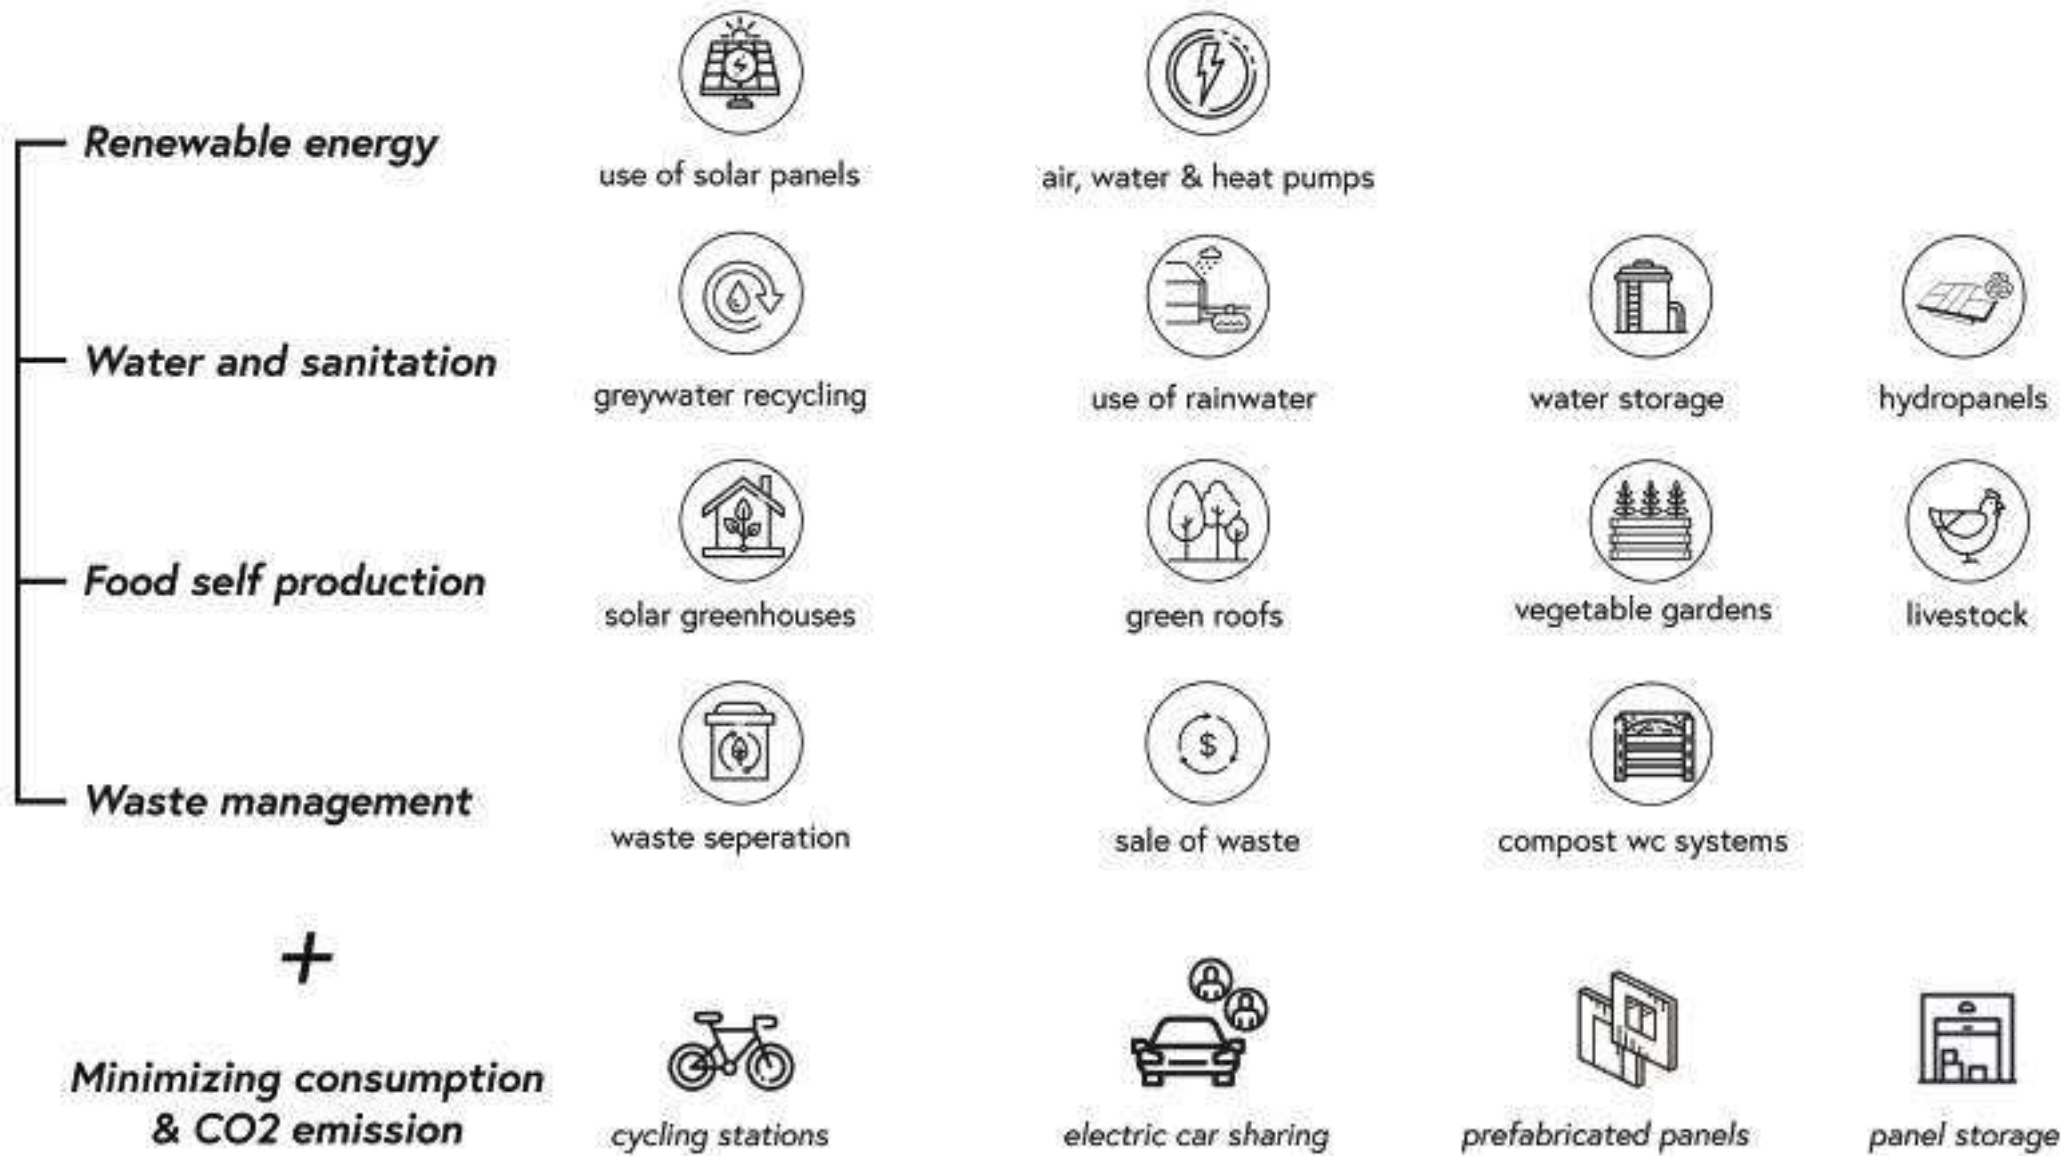 Renewable energy
use of solar panels
air, water & heat pumps
Water and sanitation
greywater recycling
use of rainwater
water storage
hydropanels
Food self production
solar greenhouses
green roofs
vegetable gardens
livestock
Waste management
waste seperation
$
sale of waste
compost wc systems
+
Minimizing consumption
& CO2 emission
cycling stations
electric car sharing
prefabricated panels
panel storage